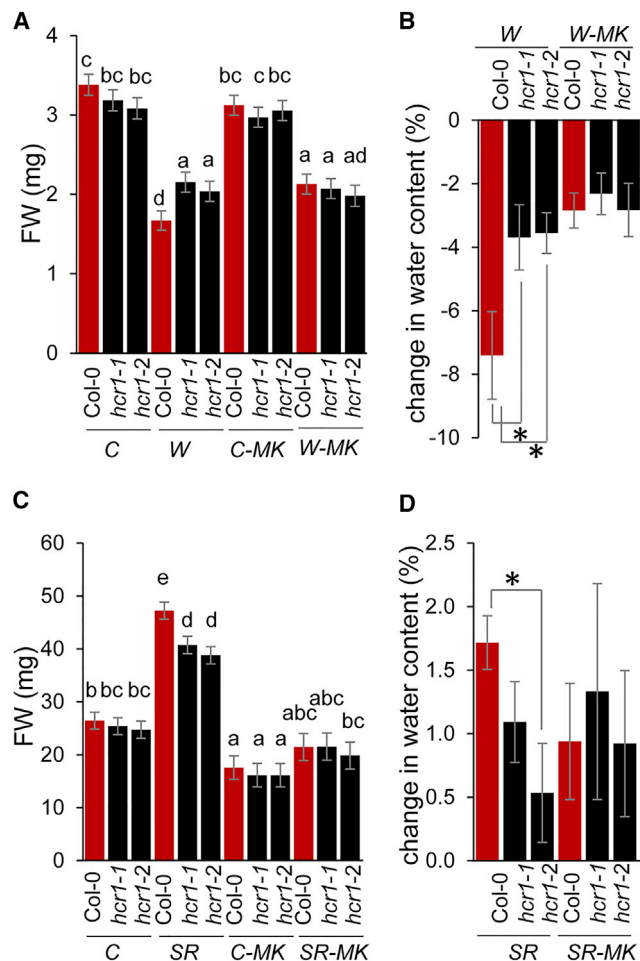 A
FW (mg)
4
3
2
1
0
c bc bc d a a bc c bc a a ad
Col-0 hcr1-1 hcr1-2 Col-0 hcr1-1 hcr1-2 Col-0 hcr1-1 hcr1-2 Col-0 hcr1-1 hcr1-2
C W C-MK W-MK
B
W W-MK
Col-0 hcr1-1 hcr1-2 Col-0 hcr1-1 hcr1-2
change in water content (%)
0
-2
-4
-6
-8
-10
*
*
C
FW (mg)
60
50
40
30
20
10
0
b bc bc e d d a a a abc abc bc
Col-0 hcr1-1 hcr1-2 Col-0 hcr1-1 hcr1-2 Col-0 hcr1-1 hcr1-2 Col-0 hcr1-1 hcr1-2
C SR C-MK SR-MK
D
change in water content (%)
2.5
2.0
1.5
1.0
0.5
0.0
*
Col-0 hcr1-1 hcr1-2 Col-0 hcr1-1 hcr1-2
SR SR-MK